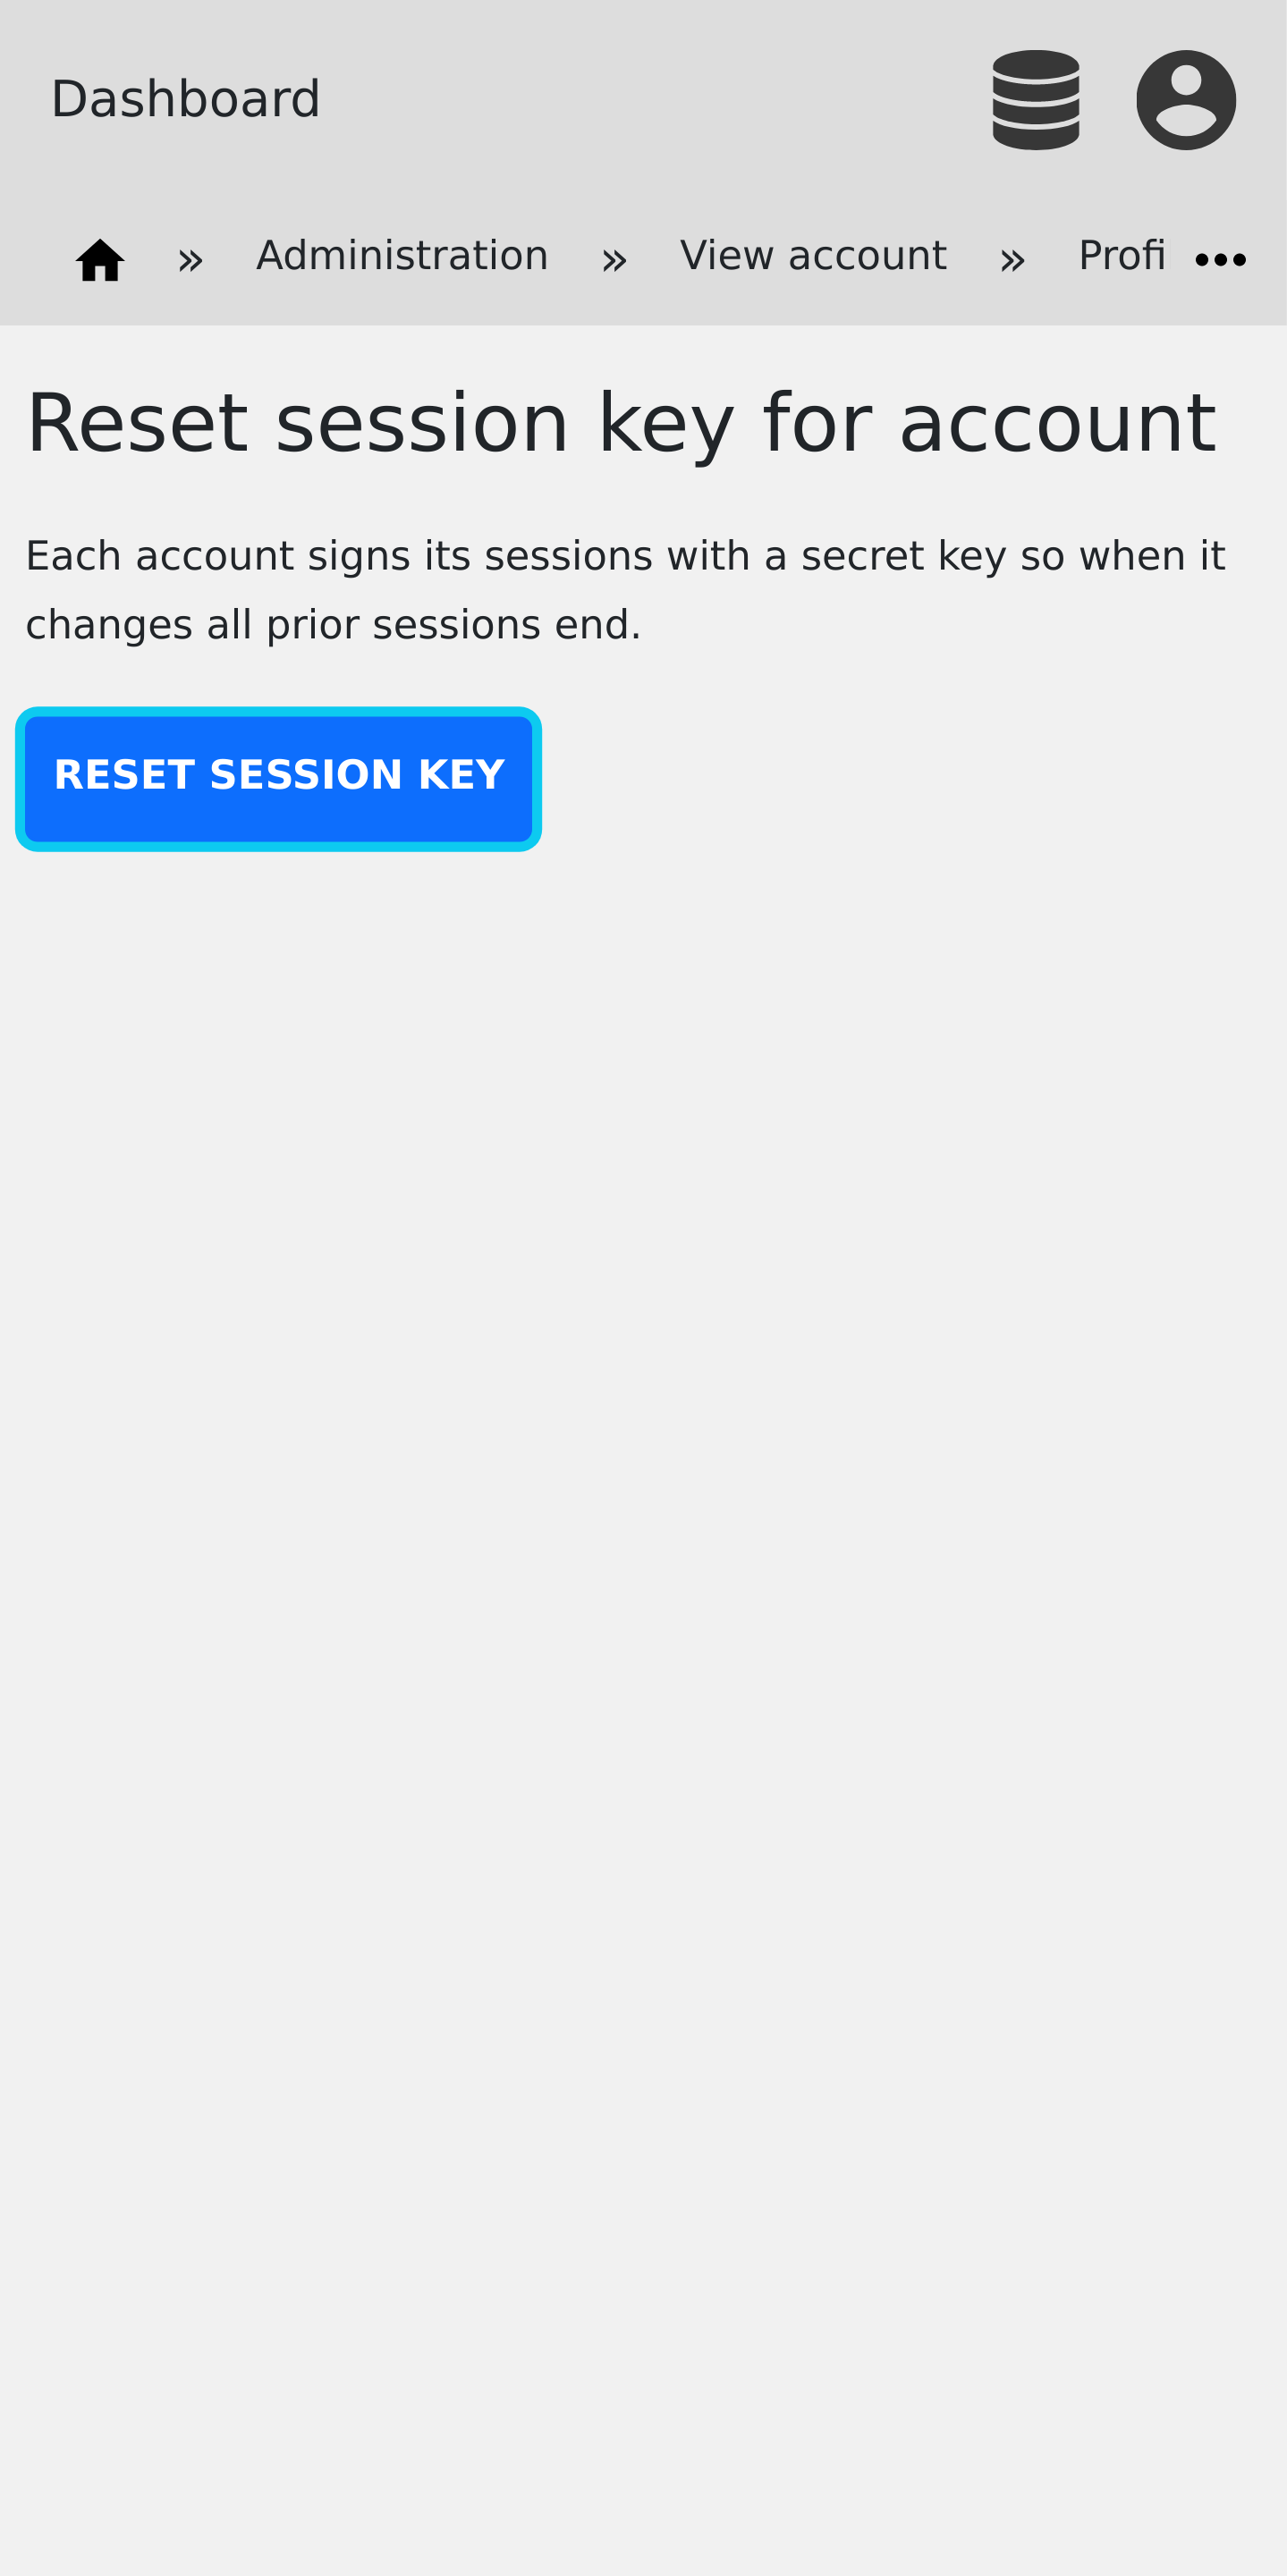 Dashboard
» Administration » View account » Profi •••
Reset session key for account
Each account signs its sessions with a secret key so when it
changes all prior sessions end.
RESET SESSION KEY